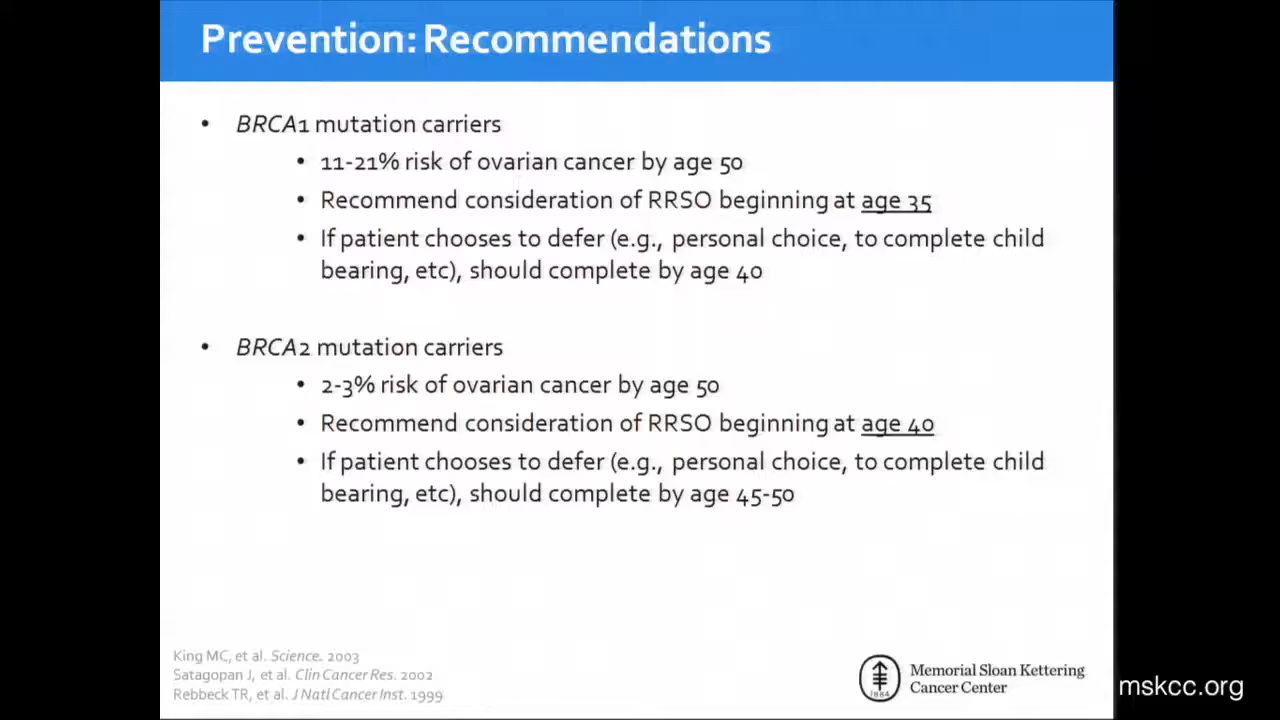 Prevention: Recommendations
• BRCA1 mutation carriers
• 11-21% risk of ovarian cancer by age 50
• Recommend consideration of RRSO beginning at age 35
• If patient chooses to defer (e.g., personal choice, to complete child
bearing, etc), should complete by age 40
• BRCA2 mutation carriers
• 2-3% risk of ovarian cancer by age 50
• Recommend consideration of RRSO beginning at age 40
• If patient chooses to defer (e.g., personal choice, to complete child
bearing, etc), should complete by age 45-50
King MC, et al. Science. 2003
Satagopan J, et al. Clin Cancer Res. 2002
Rebbeck TR, et al. J Natl Cancer Inst. 1999
1884
Memorial Sloan Kettering
Cancer Center
mskcc.org